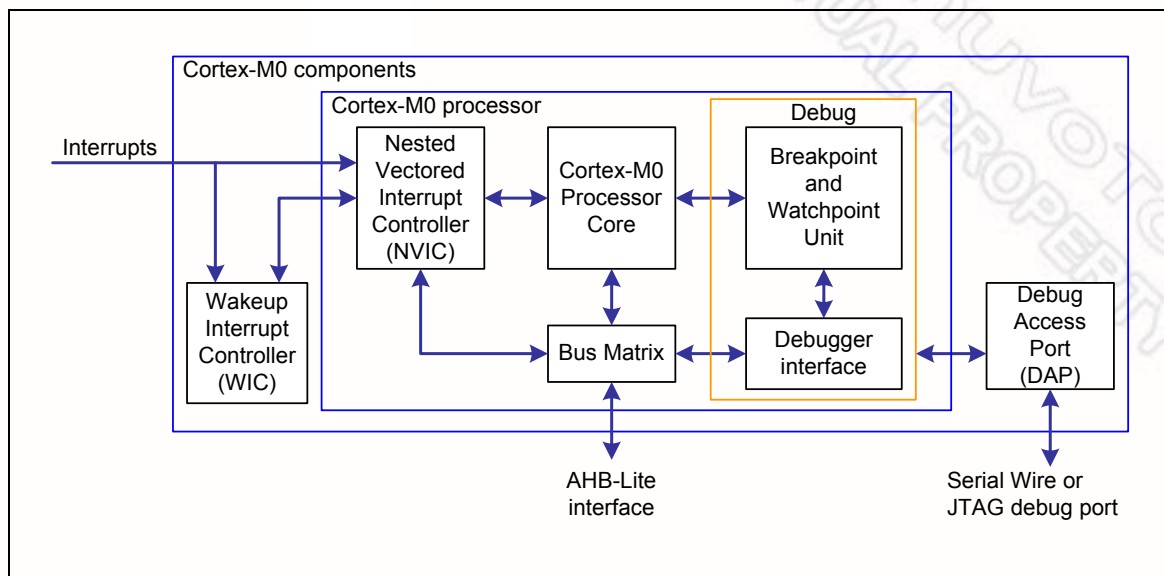 Cortex-M0 components
Cortex-M0 processor
Debug
Interrupts
Nested
Vectored
Interrupt
Controller
(NVIC)
Cortex-M0
Processor
Core
Breakpoint
and
Watchpoint
Unit
Wakeup
Interrupt
Controller
(WIC)
Bus Matrix
Debugger
interface
Debug
Access
Port
(DAP)
AHB-Lite
interface
Serial Wire or
JTAG debug port
PROPERTY